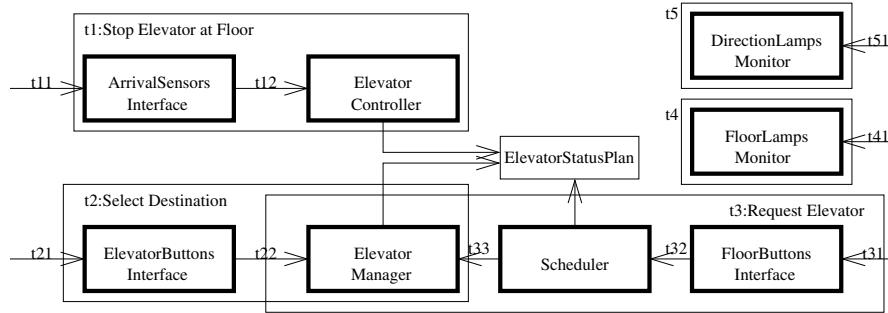 t1:Stop Elevator at Floor
t11
ArrivalSensors
Interface
t12
Elevator
Controller
t5
DirectionLamps
Monitor
t51
t4
FloorLamps
Monitor
t41
ElevatorStatusPlan
t2:Select Destination
t21
ElevatorButtons
Interface
t22
Elevator
Manager
t33
Scheduler
t32
t3:Request Elevator
FloorButtons
Interface
t31